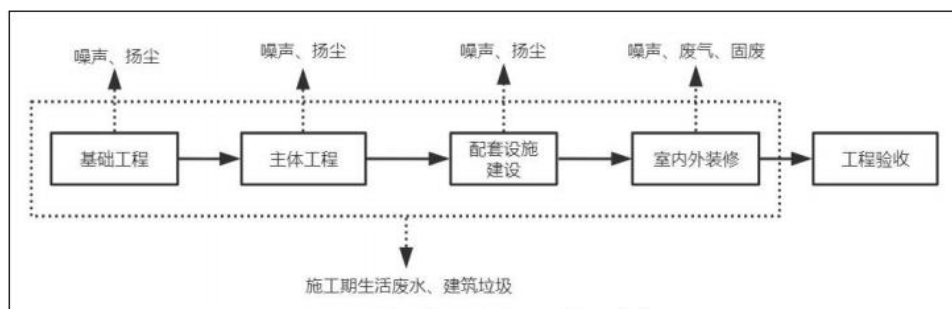 噪声、扬尘
噪声、扬尘
噪声、扬尘
噪声、废气、固废
基础工程
主体工程
配套设施
建设
室内外装修
工程验收
施工期生活废水、建筑垃圾